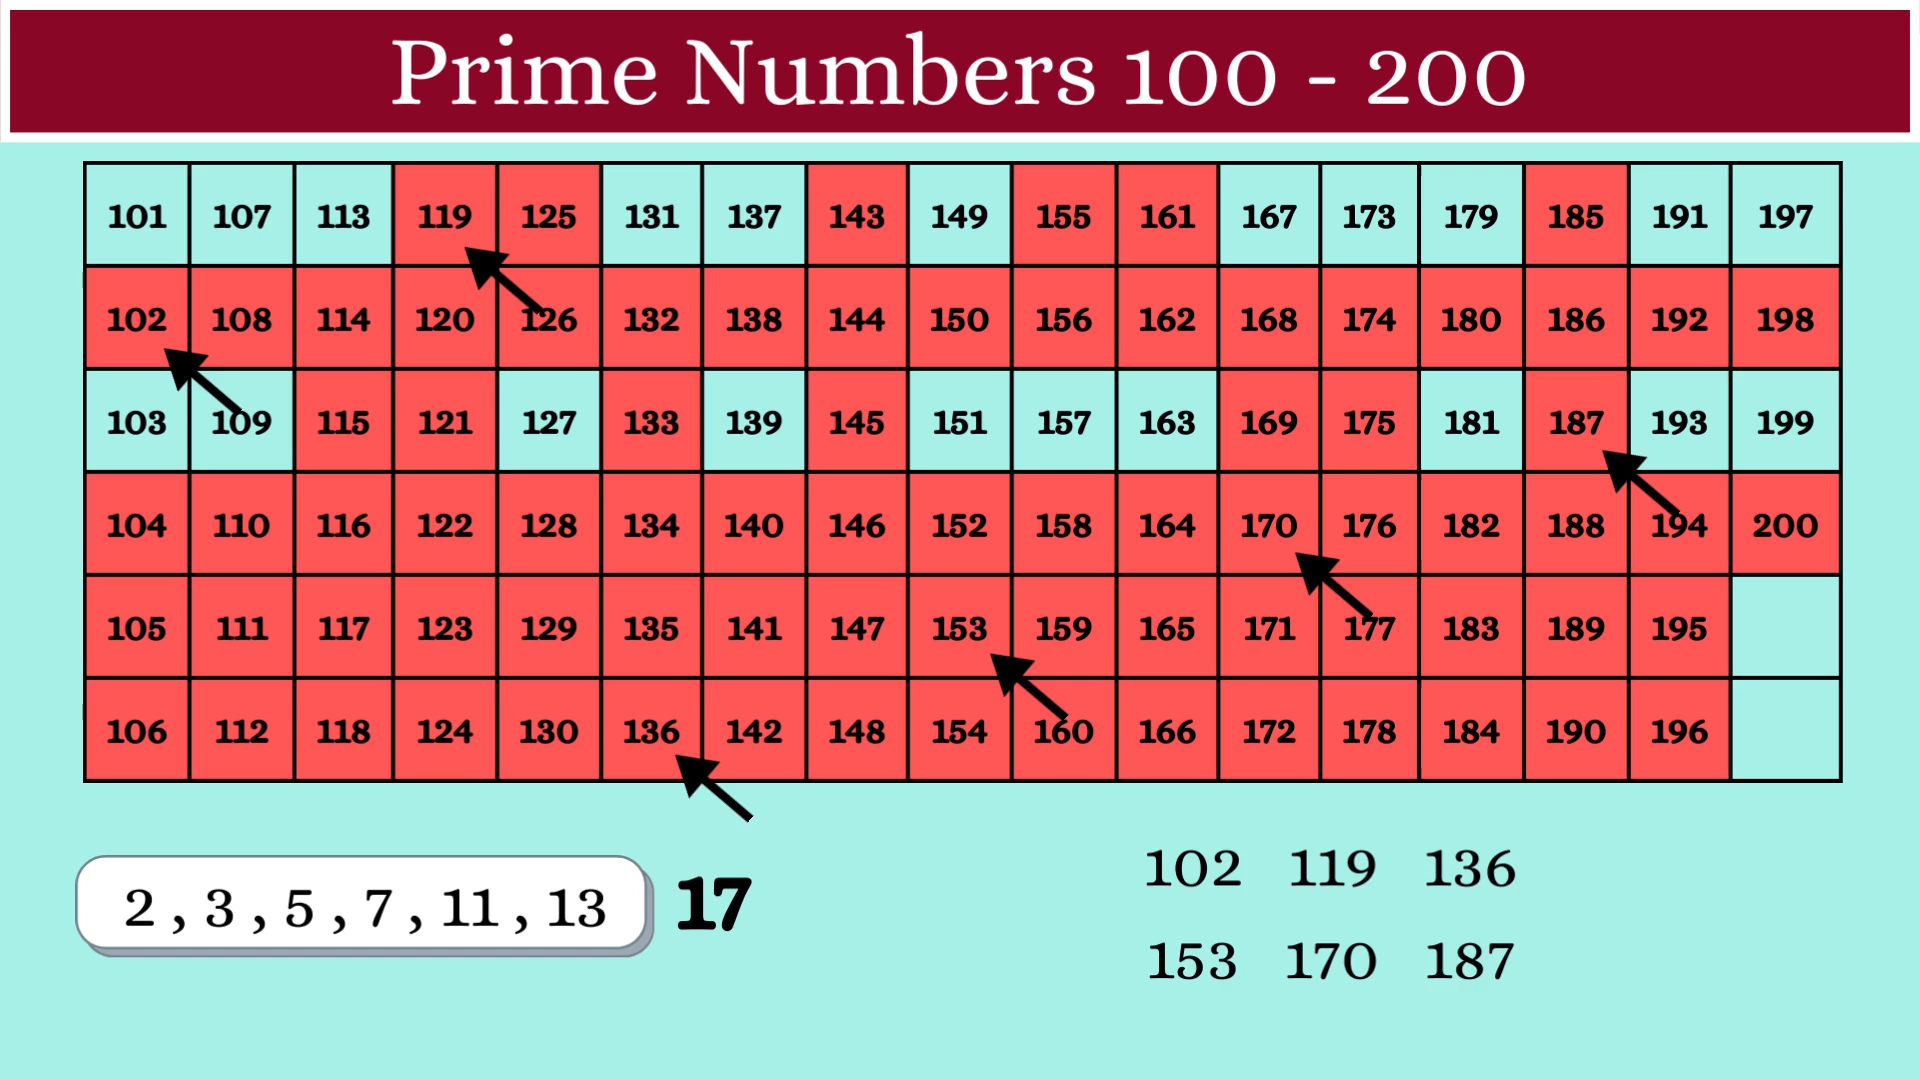 Prime Numbers 100 - 200
101 107 113 119 125 131 137 143 149 155 161 167 173 179 185 191 197
102 108 114 120 126 132 138 144 150 156 162 168 174 180 186 192 198
103 109 115 121 127 133 139 145 151 157 163 169 175 181 187 193 199
104 110 116 122 128 134 140 146 152 158 164 170 176 182 188 194 200
105 111 117 123 129 135 141 147 153 159 165 171 177 183 189 195
106 112 118 124 130 136 142 148 154 160 166 172 178 184 190 196
2 , 3 , 5 , 7 , 11 , 13 17
102 119 136
153 170 187